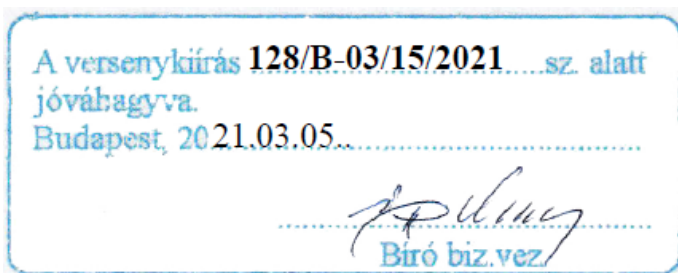 A versenykiírás 128/B-03/15/2021.....sz. alatt
jóváhagyva.
Budapest, 2021.03.05..
Bíró biz.vez.